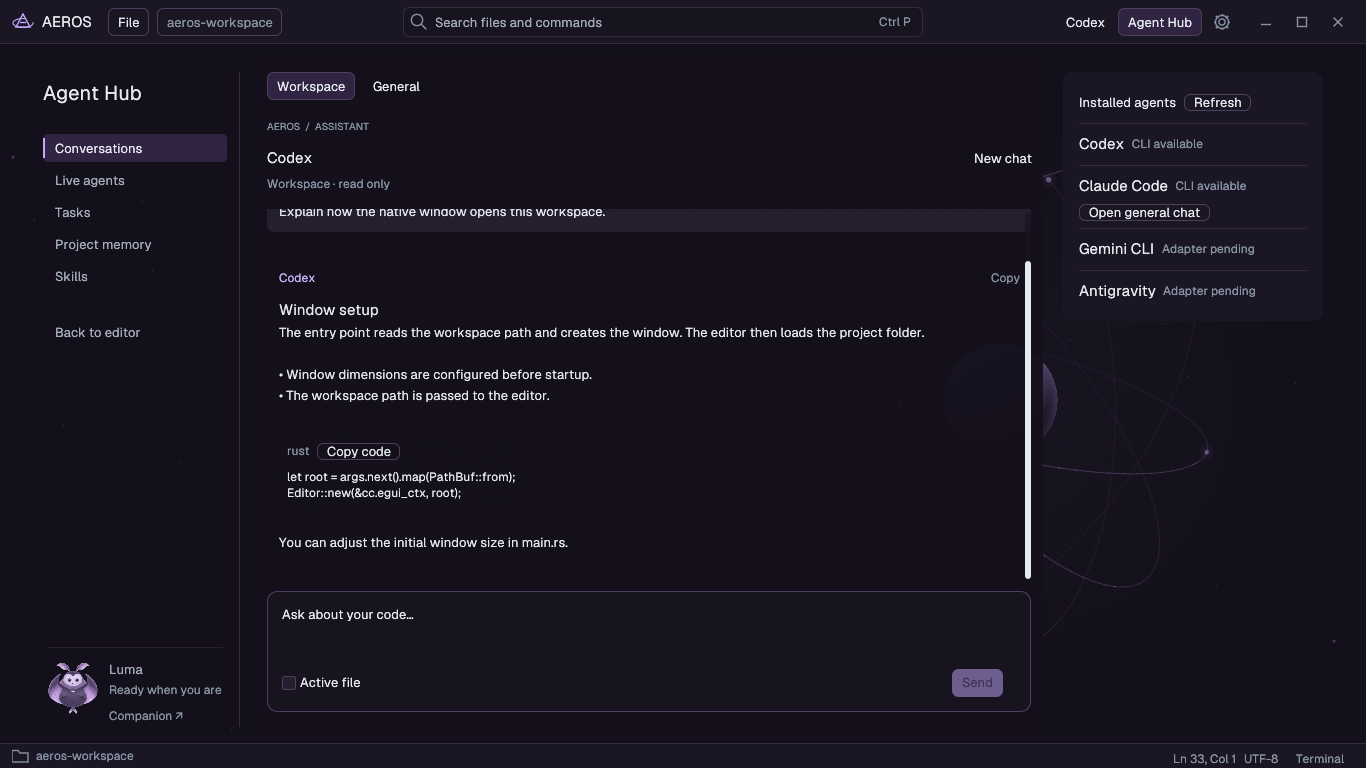 AEROS File aeros-workspace Search files and commands Ctrl P Codex Agent Hub
Agent Hub
Conversations
Live agents
Tasks
Project memory
Skills
Back to editor
Luma
Ready when you are
Companion ↗
Workspace General
AEROS / ASSISTANT
Codex
New chat
Workspace · read only
Explain how the native window opens this workspace.
Codex Copy
Window setup
The entry point reads the workspace path and creates the window. The editor then loads the project folder.
• Window dimensions are configured before startup.
• The workspace path is passed to the editor.
rust Copy code
let root = args.next().map(PathBuf::from);
Editor::new(&cc.egui_ctx, root);
You can adjust the initial window size in main.rs.
Ask about your code…
Active file Send
Installed agents Refresh
Codex CLI available
Claude Code CLI available
Open general chat
Gemini CLI Adapter pending
Antigravity Adapter pending
aeros-workspace Ln 33, Col 1 UTF-8 Terminal